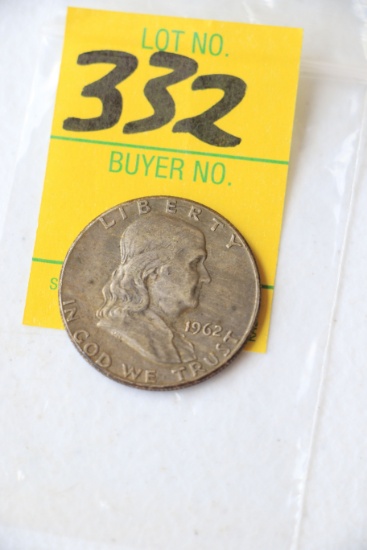 LOT NO.
332
BUYER NO.
LIBERTY
1962
IN GOD WE TRUST
S